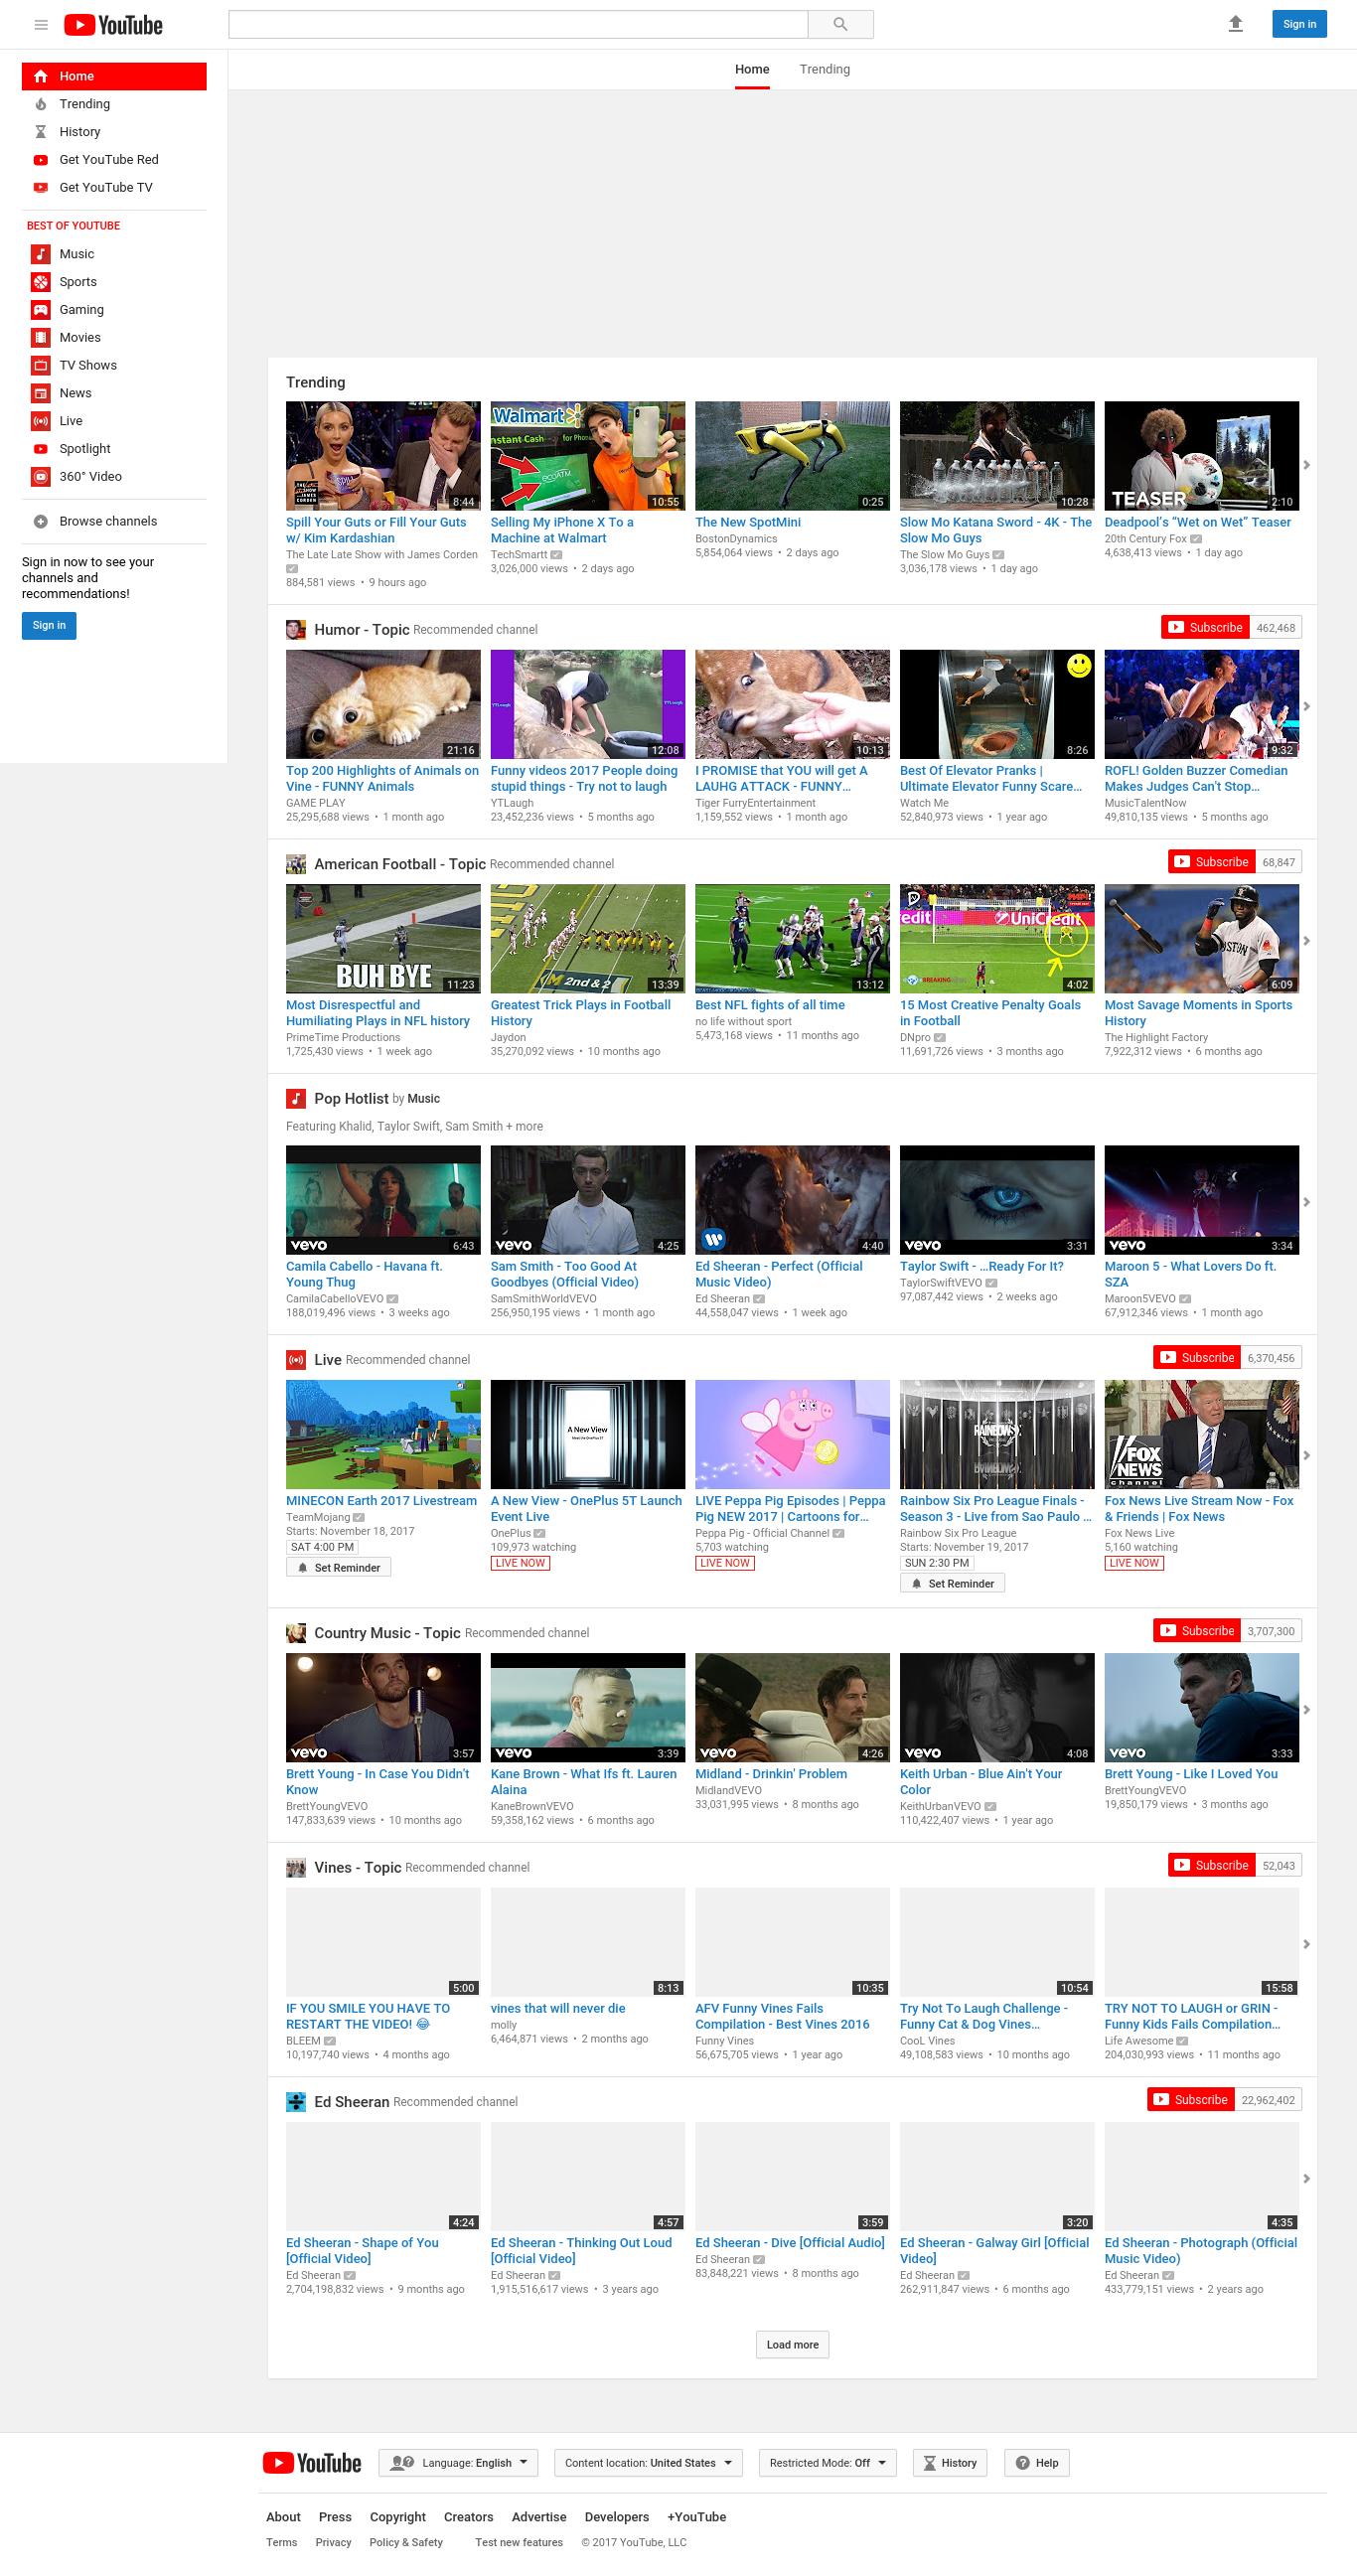 YouTube
Sign in
Home
Trending
Home
Trending
History
Get YouTube Red
Get YouTube TV
BEST OF YOUTUBE
Music
Sports
Gaming
Movies
TV Shows
News
Live
Spotlight
360° Video
Browse channels
Sign in now to see your
channels and
recommendations!
Sign in
Trending
8:44
Spill Your Guts or Fill Your Guts
w/ Kim Kardashian
The Late Late Show with James Corden
884,581 views • 9 hours ago
Walmart
10:55
Selling My iPhone X To a
Machine at Walmart
TechSmartt
3,026,000 views • 2 days ago
0:25
The New SpotMini
BostonDynamics
5,854,064 views • 2 days ago
10:28
Slow Mo Katana Sword - 4K - The
Slow Mo Guys
The Slow Mo Guys
3,036,178 views • 1 day ago
TEASER
2:10
Deadpool's "Wet on Wet" Teaser
20th Century Fox
4,638,413 views • 1 day ago
Humor - Topic Recommended channel
Subscribe 462,468
21:16
Top 200 Highlights of Animals on
Vine - FUNNY Animals
GAME PLAY
25,295,688 views • 1 month ago
12:08
Funny videos 2017 People doing
stupid things - Try not to laugh
YTLaugh
23,452,236 views • 5 months ago
10:13
I PROMISE that YOU will get A
LAUHG ATTACK - FUNNY…
Tiger FurryEntertainment
1,159,552 views • 1 month ago
8:26
Best Of Elevator Pranks |
Ultimate Elevator Funny Scare…
Watch Me
52,840,973 views • 1 year ago
9:32
ROFL! Golden Buzzer Comedian
Makes Judges Can't Stop…
MusicTalentNow
49,810,135 views • 5 months ago
American Football - Topic Recommended channel
Subscribe 68,847
BUH BYE
11:23
Most Disrespectful and
Humiliating Plays in NFL history
PrimeTime Productions
1,725,430 views • 1 week ago
2nd & 2
13:39
Greatest Trick Plays in Football
History
Jaydon
35,270,092 views • 10 months ago
13:12
Best NFL fights of all time
no life without sport
5,473,168 views • 11 months ago
UniCredit
4:02
15 Most Creative Penalty Goals
in Football
DNpro
11,691,726 views • 3 months ago
BOSTON
6:09
Most Savage Moments in Sports
History
The Highlight Factory
7,922,312 views • 6 months ago
Pop Hotlist by Music
Featuring Khalid, Taylor Swift, Sam Smith + more
vevo
6:43
Camila Cabello - Havana ft.
Young Thug
CamilaCabelloVEVO
188,019,496 views • 3 weeks ago
vevo
4:25
Sam Smith - Too Good At
Goodbyes (Official Video)
SamSmithWorldVEVO
256,950,195 views • 1 month ago
4:40
Ed Sheeran - Perfect (Official
Music Video)
Ed Sheeran
44,558,047 views • 1 week ago
vevo
3:31
Taylor Swift - …Ready For It?
TaylorSwiftVEVO
97,087,442 views • 2 weeks ago
vevo
3:34
Maroon 5 - What Lovers Do ft.
SZA
Maroon5VEVO
67,912,346 views • 1 month ago
Live Recommended channel
Subscribe 6,370,456
MINECON Earth 2017 Livestream
TeamMojang
Starts: November 18, 2017
SAT 4:00 PM
Set Reminder
A New View
A New View - OnePlus 5T Launch
Event Live
OnePlus
109,973 watching
LIVE NOW
LIVE Peppa Pig Episodes | Peppa
Pig NEW 2017 | Cartoons for…
Peppa Pig - Official Channel
5,703 watching
LIVE NOW
RAINBOW
Rainbow Six Pro League Finals -
Season 3 - Live from Sao Paulo …
Rainbow Six Pro League
Starts: November 19, 2017
SUN 2:30 PM
Set Reminder
FOX
NEWS
channel
Fox News Live Stream Now - Fox
& Friends | Fox News
Fox News Live
5,160 watching
LIVE NOW
Country Music - Topic Recommended channel
Subscribe 3,707,300
vevo
3:57
Brett Young - In Case You Didn't
Know
BrettYoungVEVO
147,833,639 views • 10 months ago
vevo
3:39
Kane Brown - What Ifs ft. Lauren
Alaina
KaneBrownVEVO
59,358,162 views • 6 months ago
vevo
4:26
Midland - Drinkin' Problem
MidlandVEVO
33,031,995 views • 8 months ago
vevo
4:08
Keith Urban - Blue Ain't Your
Color
KeithUrbanVEVO
110,422,407 views • 1 year ago
vevo
3:33
Brett Young - Like I Loved You
BrettYoungVEVO
19,850,179 views • 3 months ago
Vines - Topic Recommended channel
Subscribe 52,043
5:00
IF YOU SMILE YOU HAVE TO
RESTART THE VIDEO! 😂
BLEEM
10,197,740 views • 4 months ago
8:13
vines that will never die
molly
6,464,871 views • 2 months ago
10:35
AFV Funny Vines Fails
Compilation - Best Vines 2016
Funny Vines
56,675,705 views • 1 year ago
10:54
Try Not To Laugh Challenge -
Funny Cat & Dog Vines…
CooL Vines
49,108,583 views • 10 months ago
15:58
TRY NOT TO LAUGH or GRIN -
Funny Kids Fails Compilation…
Life Awesome
204,030,993 views • 11 months ago
Ed Sheeran Recommended channel
Subscribe 22,962,402
4:24
Ed Sheeran - Shape of You
[Official Video]
Ed Sheeran
2,704,198,832 views • 9 months ago
4:57
Ed Sheeran - Thinking Out Loud
[Official Video]
Ed Sheeran
1,915,516,617 views • 3 years ago
3:59
Ed Sheeran - Dive [Official Audio]
Ed Sheeran
83,848,221 views • 8 months ago
3:20
Ed Sheeran - Galway Girl [Official
Video]
Ed Sheeran
262,911,847 views • 6 months ago
4:35
Ed Sheeran - Photograph (Official
Music Video)
Ed Sheeran
433,779,151 views • 2 years ago
Load more
YouTube
Language: English
Content location: United States
Restricted Mode: Off
History
Help
About Press Copyright Creators Advertise Developers +YouTube
Terms Privacy Policy & Safety Test new features © 2017 YouTube, LLC